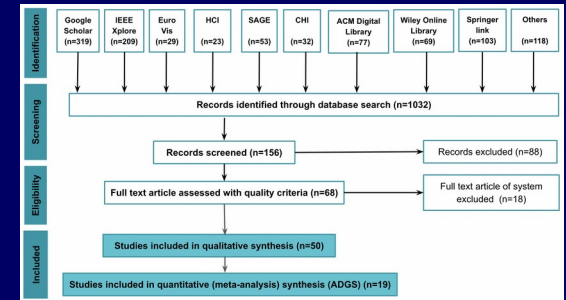 Identification
Google Scholar (n=319)
IEEE Xplore (n=209)
Euro Vis (n=29)
HCI (n=23)
SAGE (n=53)
CHI (n=32)
ACM Digital Library (n=77)
Wiley Online Library (n=69)
Springer link (n=103)
Others (n=118)
Screening
Records identified through database search (n=1032)
Records screened (n=156)
Records excluded (n=88)
Eligibility
Full text article assessed with quality criteria (n=68)
Full text article of system excluded (n=18)
Included
Studies included in qualitative synthesis (n=50)
Studies included in quantitative (meta-analysis) synthesis (ADGS) (n=19)